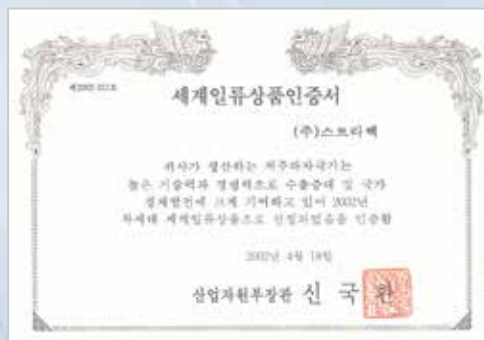 세계일류상품인증서
(주)스트라텍
귀사가 생산하는 저주파자극기는
높은 기술력과 경쟁력으로 수출증대 및 국가
경제발전에 크게 기여하고 있어 2002년
차세대 세계일류상품으로 선정되었음을 인증함
2002년 4월 18일
산업자원부장관 신국환